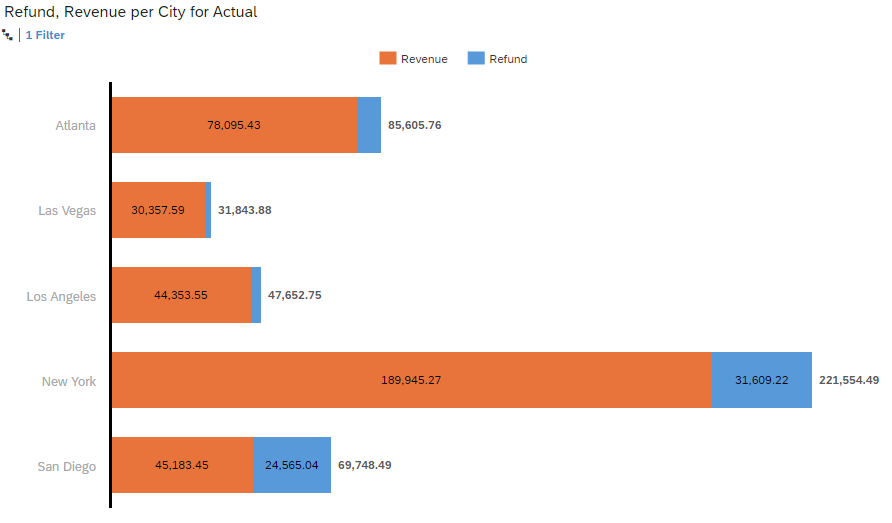 Refund, Revenue per City for Actual
1 Filter
Revenue Refund
Atlanta 78,095.43 85,605.76
Las Vegas 30,357.59 31,843.88
Los Angeles 44,353.55 47,652.75
New York 189,945.27 31,609.22 221,554.49
San Diego 45,183.45 24,565.04 69,748.49